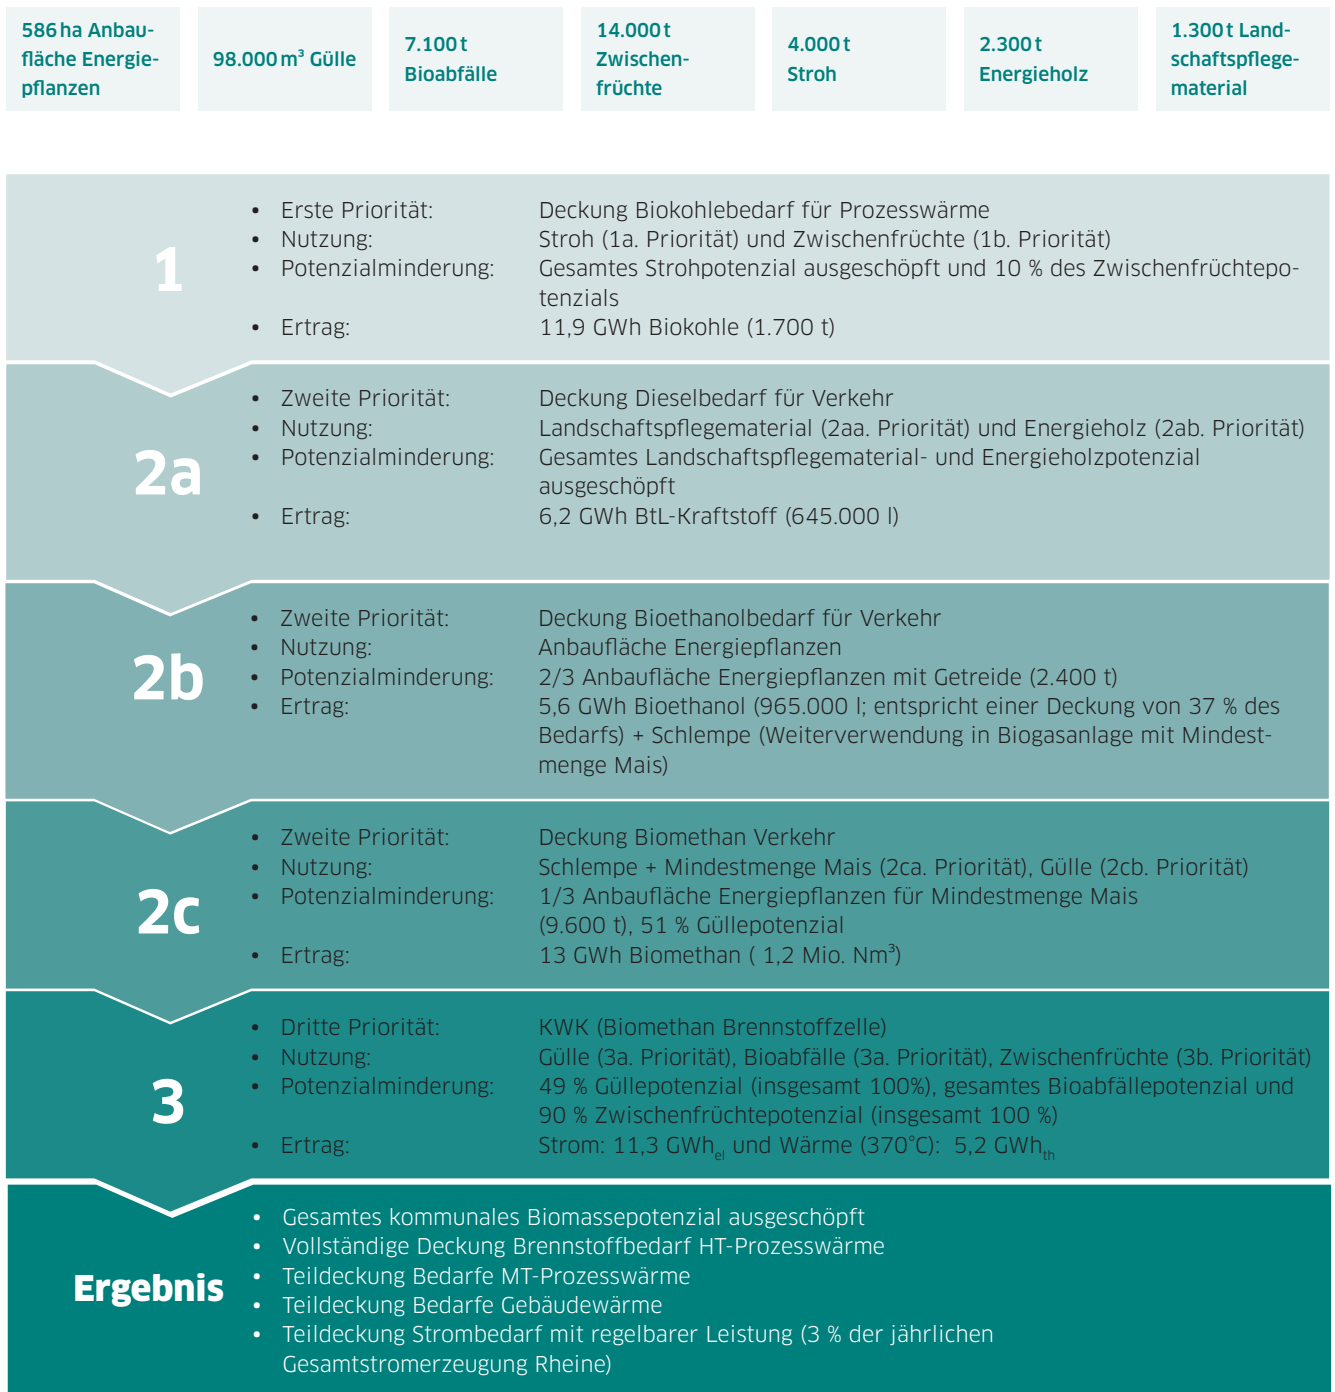 586 ha Anbau-
fläche Energie-
pflanzen
98.000 m³ Gülle
7.100 t
Bioabfälle
14.000 t
Zwischen-
früchte
4.000 t
Stroh
2.300 t
Energieholz
1.300 t Land-
schaftspflege-
material
1
• Erste Priorität: Deckung Biokohlebedarf für Prozesswärme
• Nutzung: Stroh (1a. Priorität) und Zwischenfrüchte (1b. Priorität)
• Potenzialminderung: Gesamtes Strohpotenzial ausgeschöpft und 10 % des Zwischenfrüchtepo-
tenzials
• Ertrag: 11,9 GWh Biokohle (1.700 t)
2a
• Zweite Priorität: Deckung Dieselbedarf für Verkehr
• Nutzung: Landschaftspflegematerial (2aa. Priorität) und Energieholz (2ab. Priorität)
• Potenzialminderung: Gesamtes Landschaftspflegematerial- und Energieholzpotenzial
ausgeschöpft
• Ertrag: 6,2 GWh BtL-Kraftstoff (645.000 l)
2b
• Zweite Priorität: Deckung Bioethanolbedarf für Verkehr
• Nutzung: Anbaufläche Energiepflanzen
• Potenzialminderung: 2/3 Anbaufläche Energiepflanzen mit Getreide (2.400 t)
• Ertrag: 5,6 GWh Bioethanol (965.000 l; entspricht einer Deckung von 37 % des
Bedarfs) + Schlempe (Weiterverwendung in Biogasanlage mit Mindest-
menge Mais)
2c
• Zweite Priorität: Deckung Biomethan Verkehr
• Nutzung: Schlempe + Mindestmenge Mais (2ca. Priorität), Gülle (2cb. Priorität)
• Potenzialminderung: 1/3 Anbaufläche Energiepflanzen für Mindestmenge Mais
(9.600 t), 51 % Güllepotenzial
• Ertrag: 13 GWh Biomethan ( 1,2 Mio. Nm³)
3
• Dritte Priorität: KWK (Biomethan Brennstoffzelle)
• Nutzung: Gülle (3a. Priorität), Bioabfälle (3a. Priorität), Zwischenfrüchte (3b. Priorität)
• Potenzialminderung: 49 % Güllepotenzial (insgesamt 100%), gesamtes Bioabfällepotenzial und
90 % Zwischenfrüchtepotenzial (insgesamt 100 %)
• Ertrag: Strom: 11,3 GWhel und Wärme (370°C): 5,2 GWhth
Ergebnis
• Gesamtes kommunales Biomassepotenzial ausgeschöpft
• Vollständige Deckung Brennstoffbedarf HT-Prozesswärme
• Teildeckung Bedarfe MT-Prozesswärme
• Teildeckung Bedarfe Gebäudewärme
• Teildeckung Strombedarf mit regelbarer Leistung (3 % der jährlichen
Gesamtstromerzeugung Rheine)